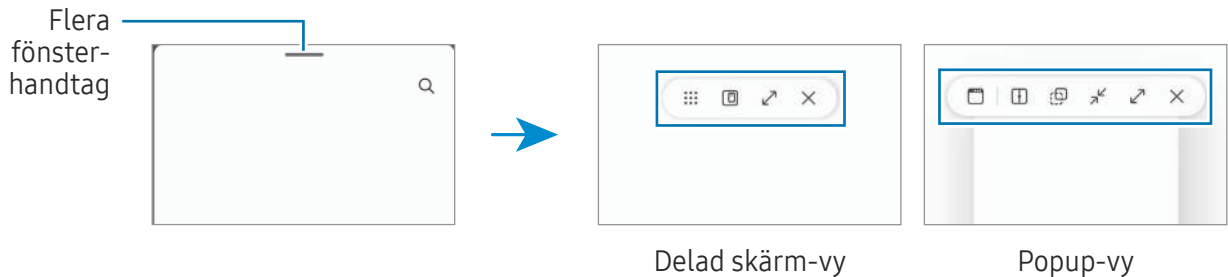 Flera
fönster-
handtag
Delad skärm-vy
Popup-vy